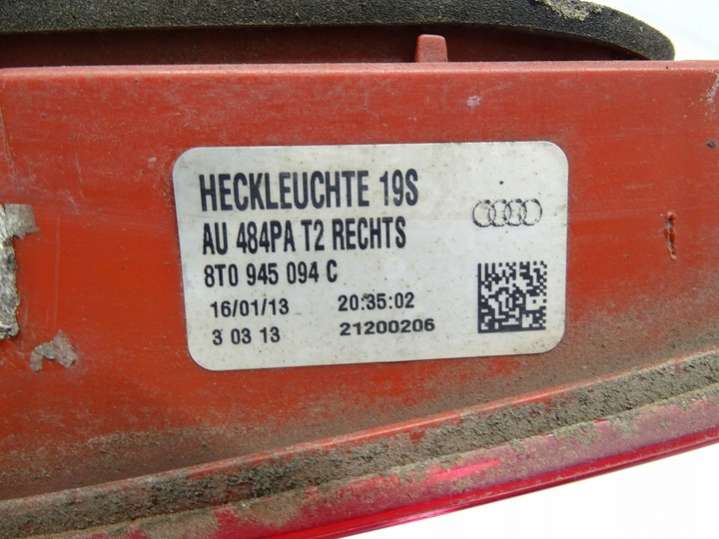 HECKLEUCHTE 19S
AU 484PA T2 RECHTS
8T0 945 094 C
16/01/13 20:35:02
3 03 13 21200206